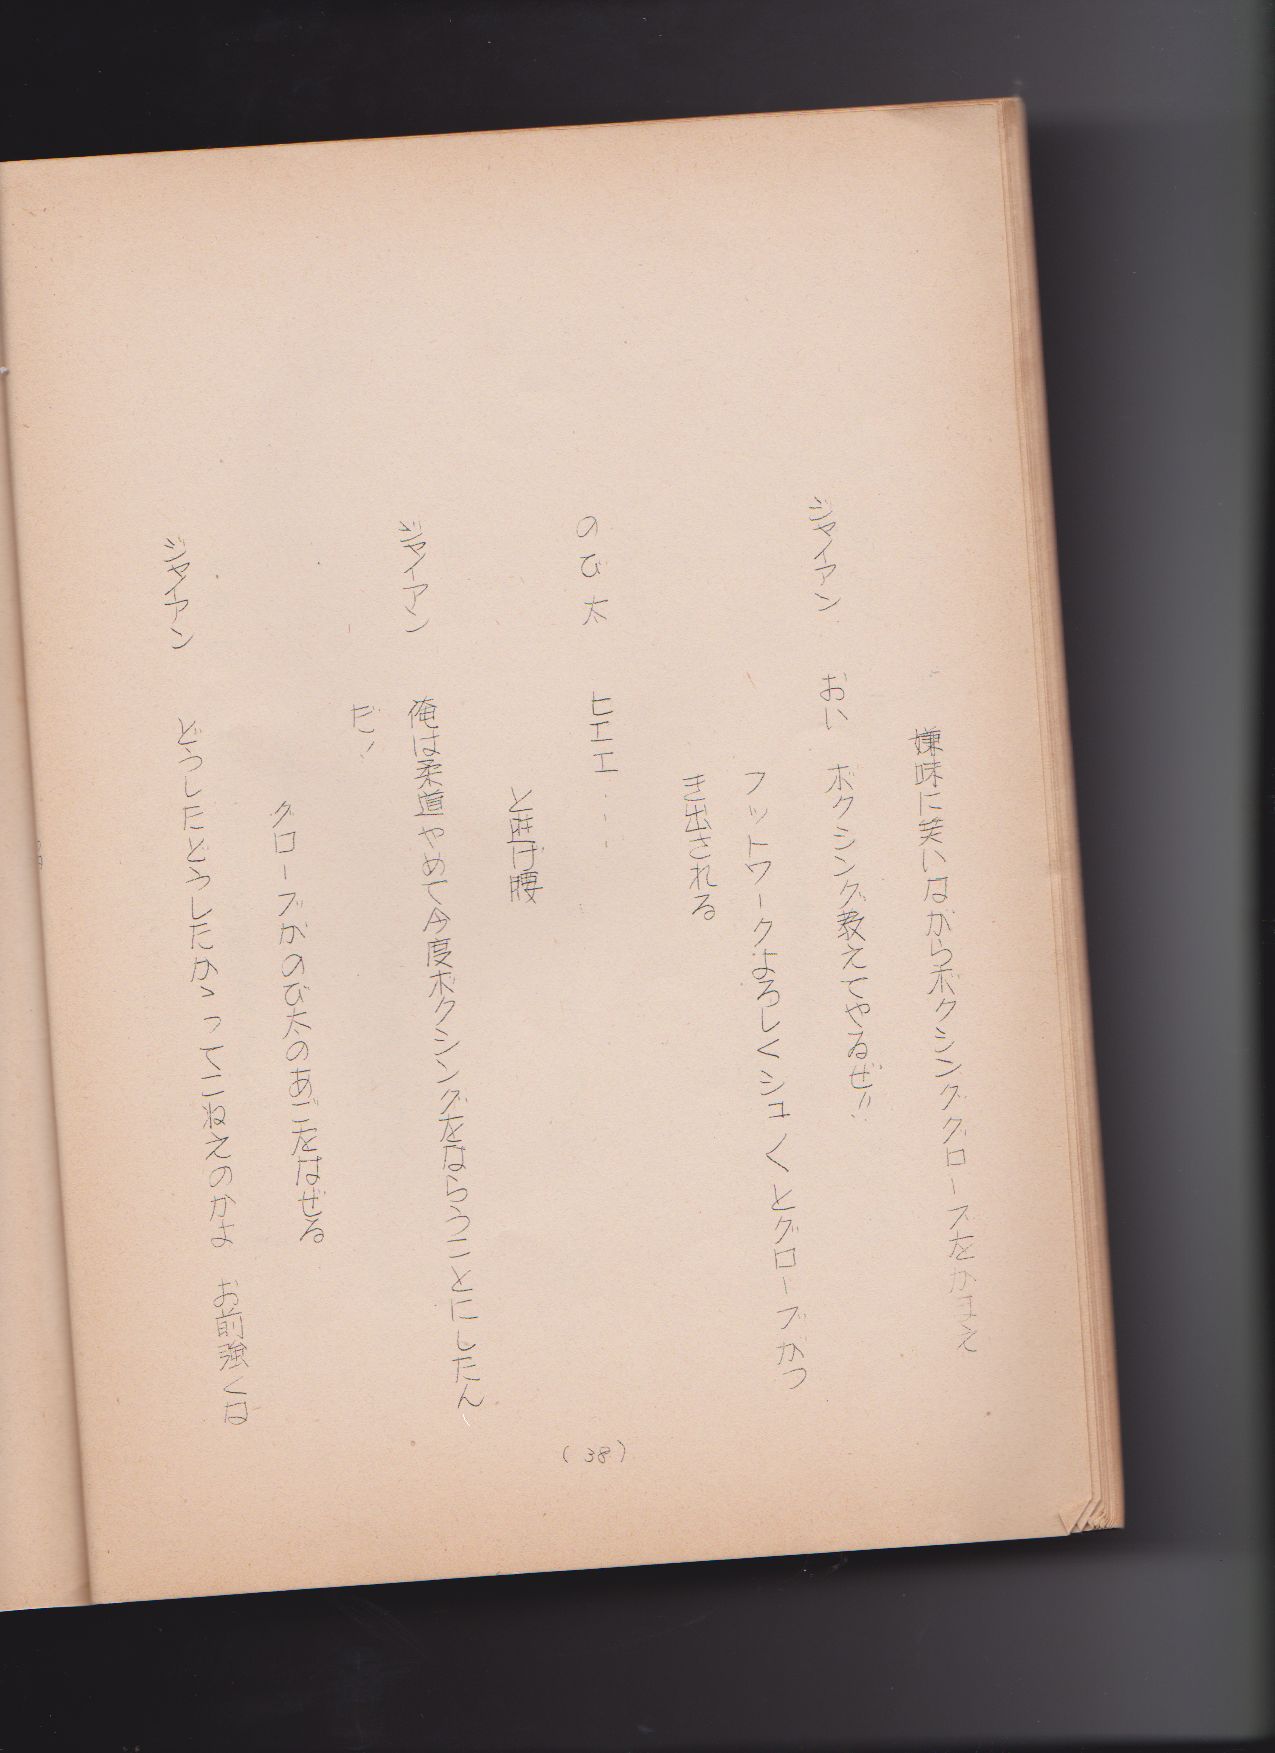 嫌味に笑いながらボクシンググローブをかまえ
ジャイアン　おい　ボクシング教えてやるぜ!!
フットワークよろしくシュ〱とグローブがつ
き出される
のび太　ヒエエ・・・
と逃げ腰
ジャイアン　俺は柔道やめて今度ボクシングをならうことにしたん
だ！
グローブがのび太のあごをなぜる
ジャイアン　どうしたどうしたかゝってこねえのかよ　お前強くな
(38)